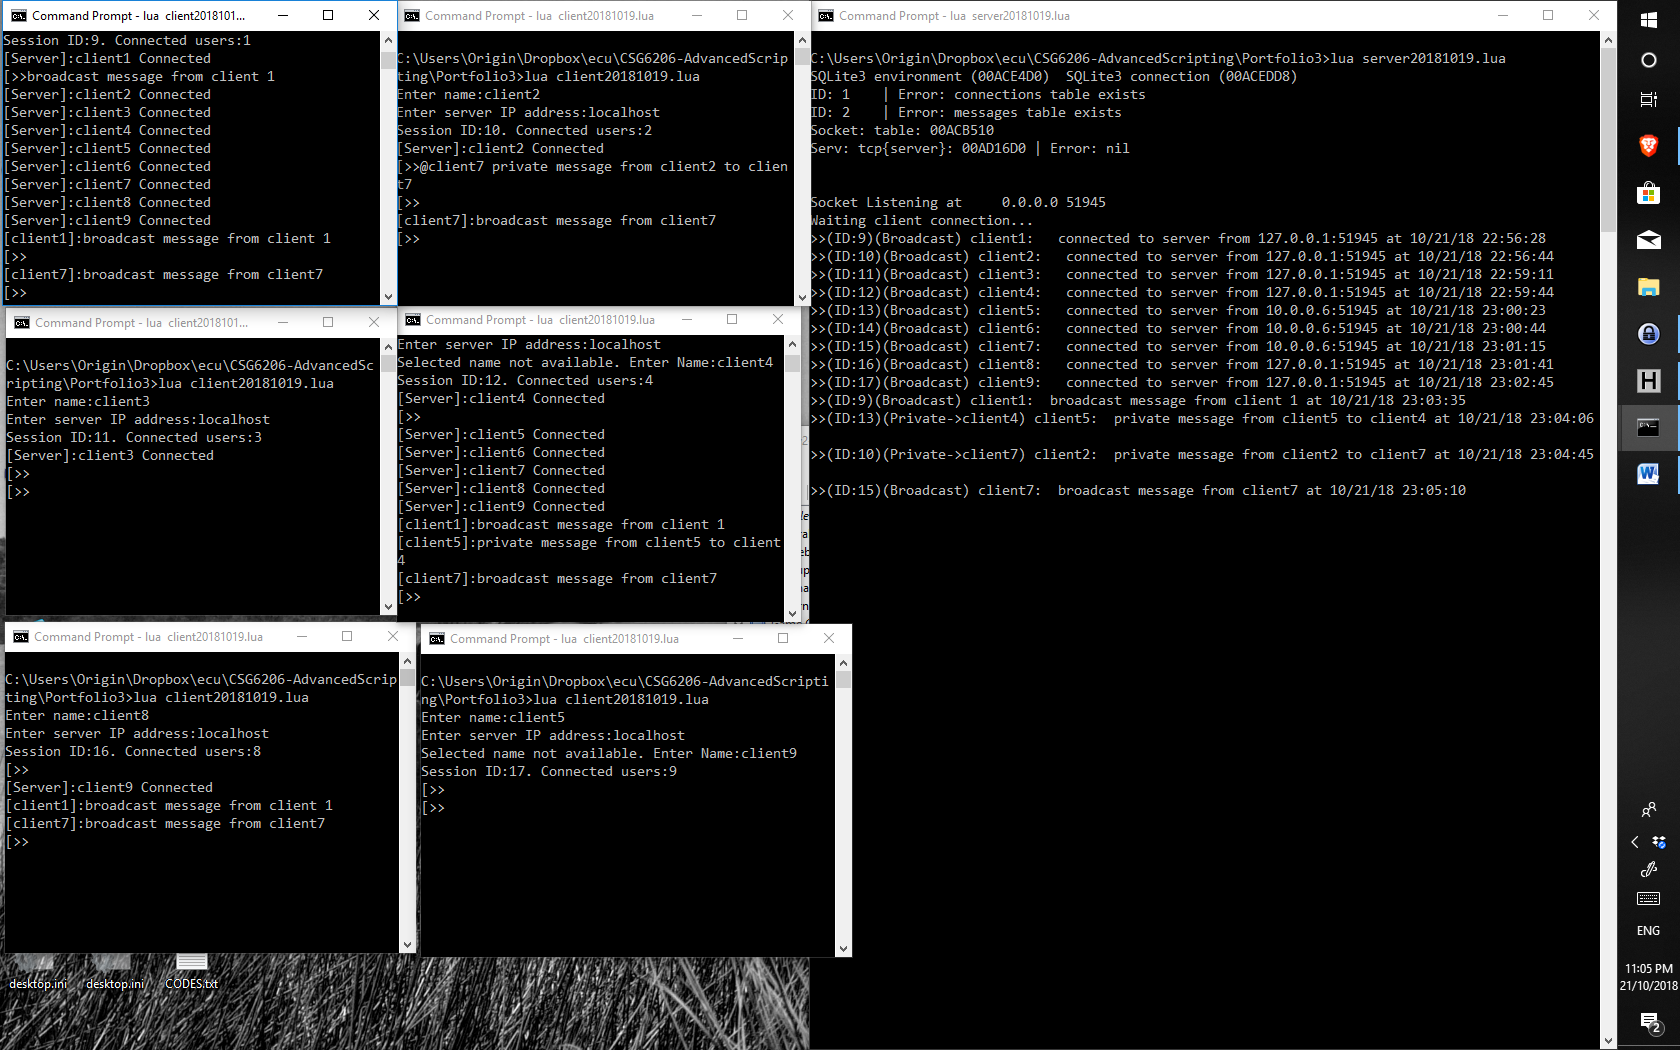 Command Prompt - lua  client2018101...
Session ID:9. Connected users:1
[Server]:client1 Connected
[>>broadcast message from client 1
[Server]:client2 Connected
[Server]:client3 Connected
[Server]:client4 Connected
[Server]:client5 Connected
[Server]:client6 Connected
[Server]:client7 Connected
[Server]:client8 Connected
[Server]:client9 Connected
[client1]:broadcast message from client 1
[>>
[client7]:broadcast message from client7
[>>
Command Prompt - lua  client20181019.lua
C:\Users\Origin\Dropbox\ecu\CSG6206-AdvancedScrip
ting\Portfolio3>lua client20181019.lua
Enter name:client2
Enter server IP address:localhost
Session ID:10. Connected users:2
[Server]:client2 Connected
[>>@client7 private message from client2 to clien
t7
[>>
[client7]:broadcast message from client7
[>>
Command Prompt - lua  server20181019.lua
C:\Users\Origin\Dropbox\ecu\CSG6206-AdvancedScripting\Portfolio3>lua server20181019.lua
SQLite3 environment (00ACE4D0)  SQLite3 connection (00ACEDD8)
ID: 1    | Error: connections table exists
ID: 2    | Error: messages table exists
Socket: table: 00ACB510
Serv: tcp{server}: 00AD16D0 | Error: nil
Socket Listening at     0.0.0.0 51945
Waiting client connection...
>>(ID:9)(Broadcast) client1:   connected to server from 127.0.0.1:51945 at 10/21/18 22:56:28
>>(ID:10)(Broadcast) client2:   connected to server from 127.0.0.1:51945 at 10/21/18 22:56:44
>>(ID:11)(Broadcast) client3:   connected to server from 127.0.0.1:51945 at 10/21/18 22:59:11
>>(ID:12)(Broadcast) client4:   connected to server from 127.0.0.1:51945 at 10/21/18 22:59:44
>>(ID:13)(Broadcast) client5:   connected to server from 10.0.0.6:51945 at 10/21/18 23:00:23
>>(ID:14)(Broadcast) client6:   connected to server from 10.0.0.6:51945 at 10/21/18 23:00:44
>>(ID:15)(Broadcast) client7:   connected to server from 10.0.0.6:51945 at 10/21/18 23:01:15
>>(ID:16)(Broadcast) client8:   connected to server from 127.0.0.1:51945 at 10/21/18 23:01:41
>>(ID:17)(Broadcast) client9:   connected to server from 127.0.0.1:51945 at 10/21/18 23:02:45
>>(ID:9)(Broadcast) client1:  broadcast message from client 1 at 10/21/18 23:03:35
>>(ID:13)(Private->client4) client5:  private message from client5 to client4 at 10/21/18 23:04:06
>>(ID:10)(Private->client7) client2:  private message from client2 to client7 at 10/21/18 23:04:45
>>(ID:15)(Broadcast) client7:  broadcast message from client7 at 10/21/18 23:05:10
Command Prompt - lua  client2018101...
C:\Users\Origin\Dropbox\ecu\CSG6206-AdvancedSc
ripting\Portfolio3>lua client20181019.lua
Enter name:client3
Enter server IP address:localhost
Session ID:11. Connected users:3
[Server]:client3 Connected
[>>
[>>
Command Prompt - lua  client20181019.lua
Enter server IP address:localhost
Selected name not available. Enter Name:client4
Session ID:12. Connected users:4
[Server]:client4 Connected
[>>
[Server]:client5 Connected
[Server]:client6 Connected
[Server]:client7 Connected
[Server]:client8 Connected
[Server]:client9 Connected
[client1]:broadcast message from client 1
[client5]:private message from client5 to client
4
[client7]:broadcast message from client7
[>>
Command Prompt - lua  client20181019.lua
C:\Users\Origin\Dropbox\ecu\CSG6206-AdvancedScrip
ting\Portfolio3>lua client20181019.lua
Enter name:client8
Enter server IP address:localhost
Session ID:16. Connected users:8
[>>
[Server]:client9 Connected
[client1]:broadcast message from client 1
[client7]:broadcast message from client7
[>>
Command Prompt - lua  client20181019.lua
C:\Users\Origin\Dropbox\ecu\CSG6206-AdvancedScripti
ng\Portfolio3>lua client20181019.lua
Enter name:client5
Enter server IP address:localhost
Selected name not available. Enter Name:client9
Session ID:17. Connected users:9
[>>
[>>
desktop.ini
desktop.ini
CODES.txt
ENG
11:05 PM
21/10/2018
2